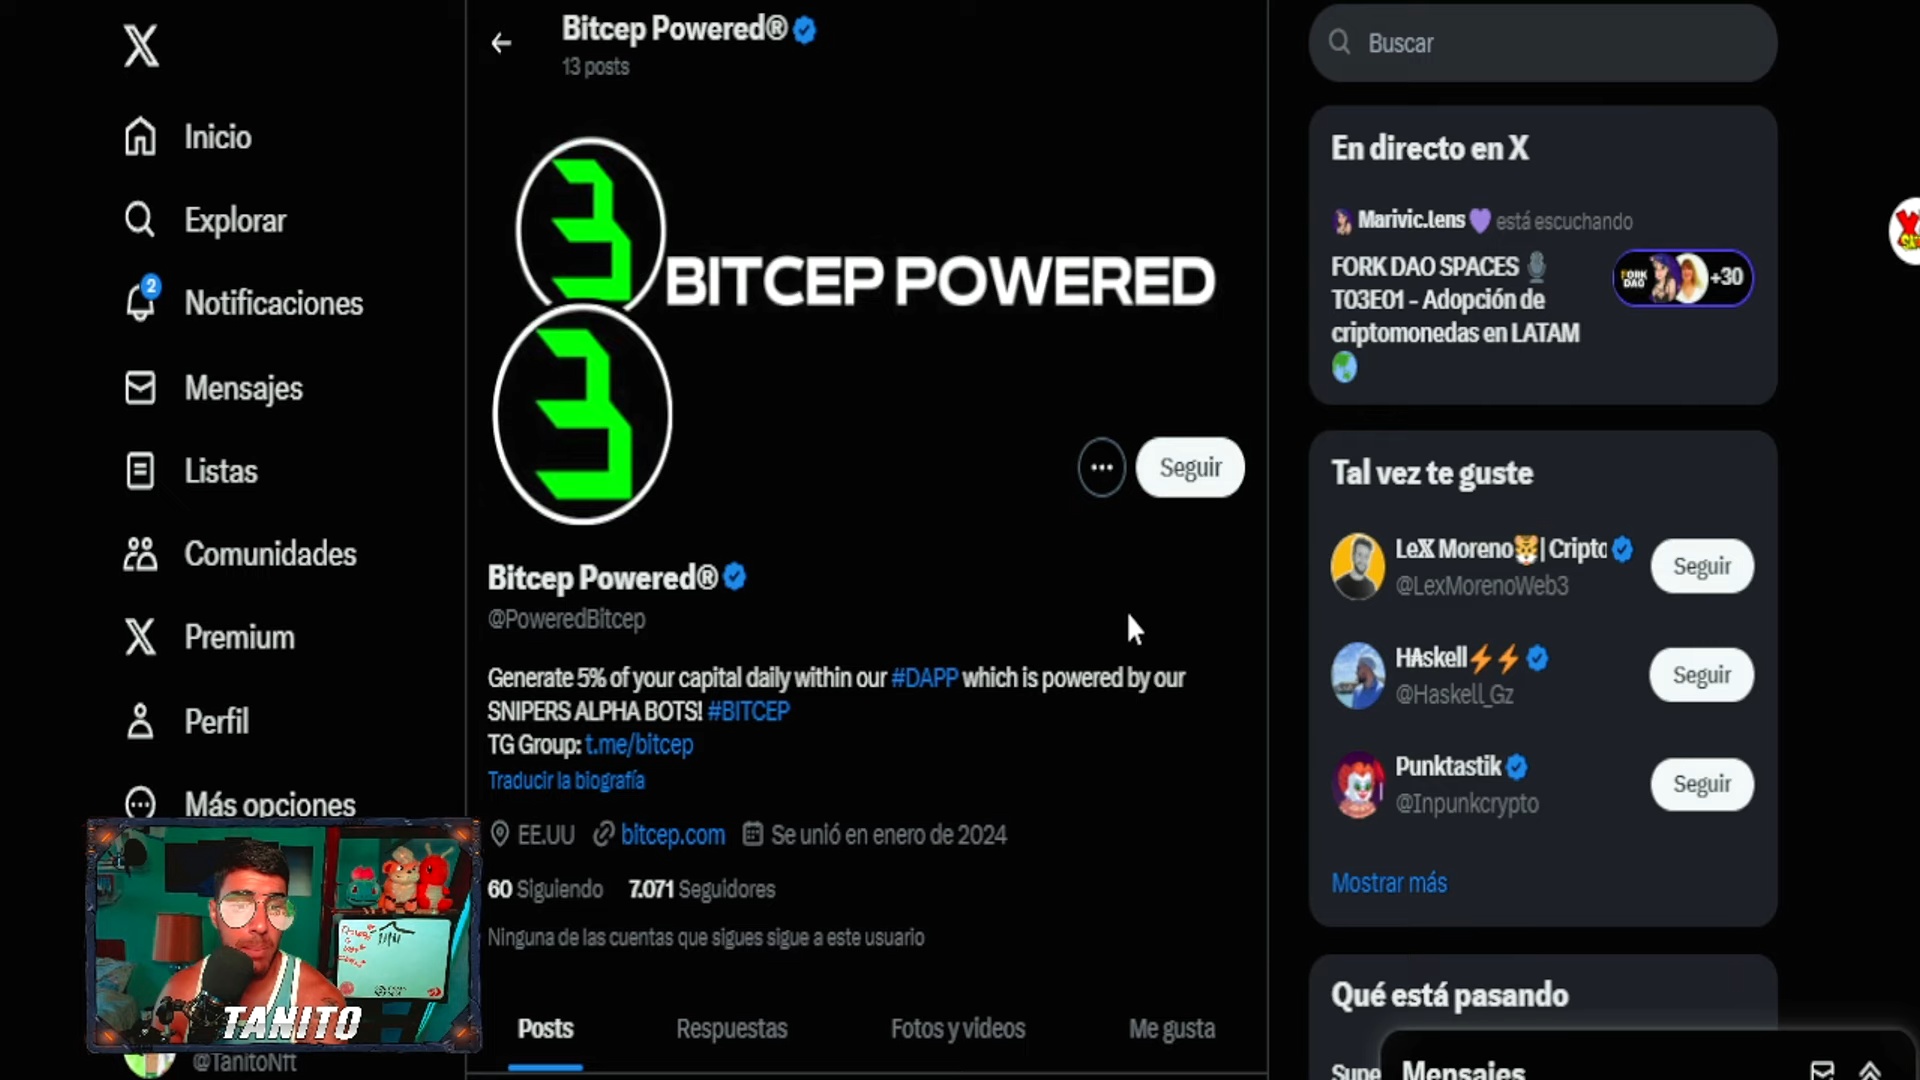 Inicio
Explorar
2
Notificaciones
Mensajes
Listas
Comunidades
Premium
Perfil
Más opciones
TANITO
@TanitoNft
Bitcep Powered®
13 posts
BITCEP POWERED
Seguir
Bitcep Powered®
@PoweredBitcep
Generate 5% of your capital daily within our #DAPP which is powered by our
SNIPERS ALPHA BOTS! #BITCEP
TG Group: t.me/bitcep
Traducir la biografía
EE.UU bitcep.com Se unió en enero de 2024
60 Siguiendo 7.071 Seguidores
Ninguna de las cuentas que sigues sigue a este usuario
Posts Respuestas Fotos y videos Me gusta
Buscar
En directo en X
Marivic.lens está escuchando
FORK DAO SPACES
T03E01 - Adopción de
criptomonedas en LATAM
FORK
DAO
+30
Tal vez te guste
LeX Moreno | Cripto
@LexMorenoWeb3
Seguir
HAskell
@Haskell_Gz
Seguir
Punktastik
@Inpunkcrypto
Seguir
Mostrar más
Qué está pasando
Supe
Mensajes